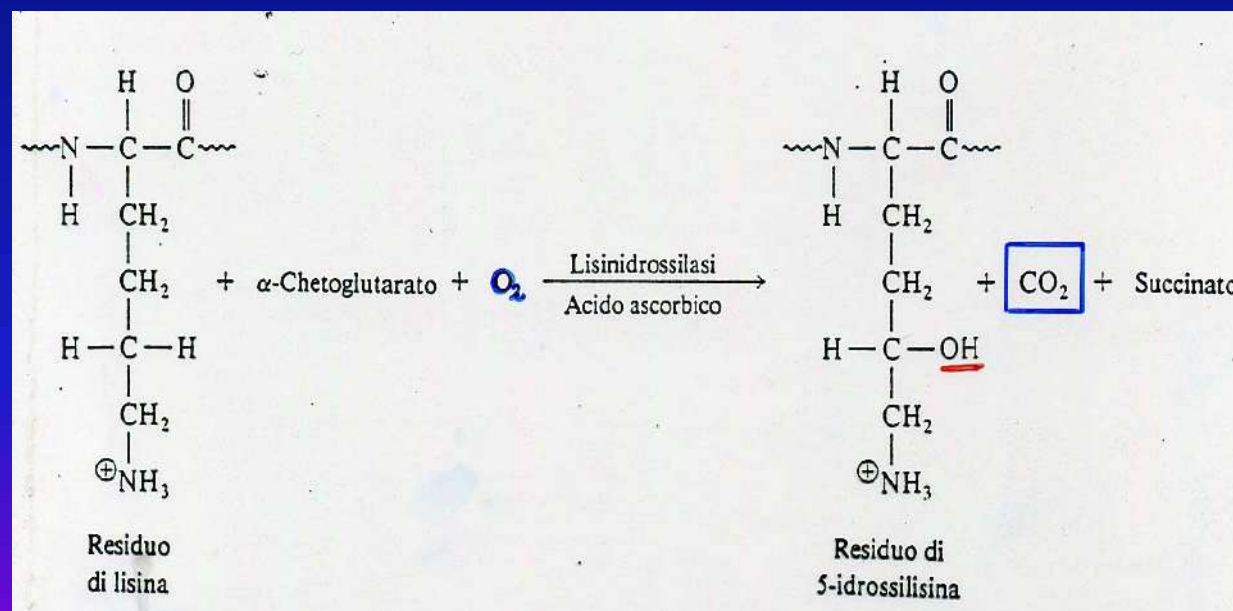 H O
~N—C—C~
H CH₂
CH₂ + α-Chetoglutarato + O₂
H—C—H
CH₂
⊕NH₃
Residuo
di lisina
Lisinidrossilasi
Acido ascorbico
H O
~N—C—C~
H CH₂
CH₂ + CO₂ + Succinato
H—C—OH
CH₂
⊕NH₃
Residuo di
5-idrossilisina